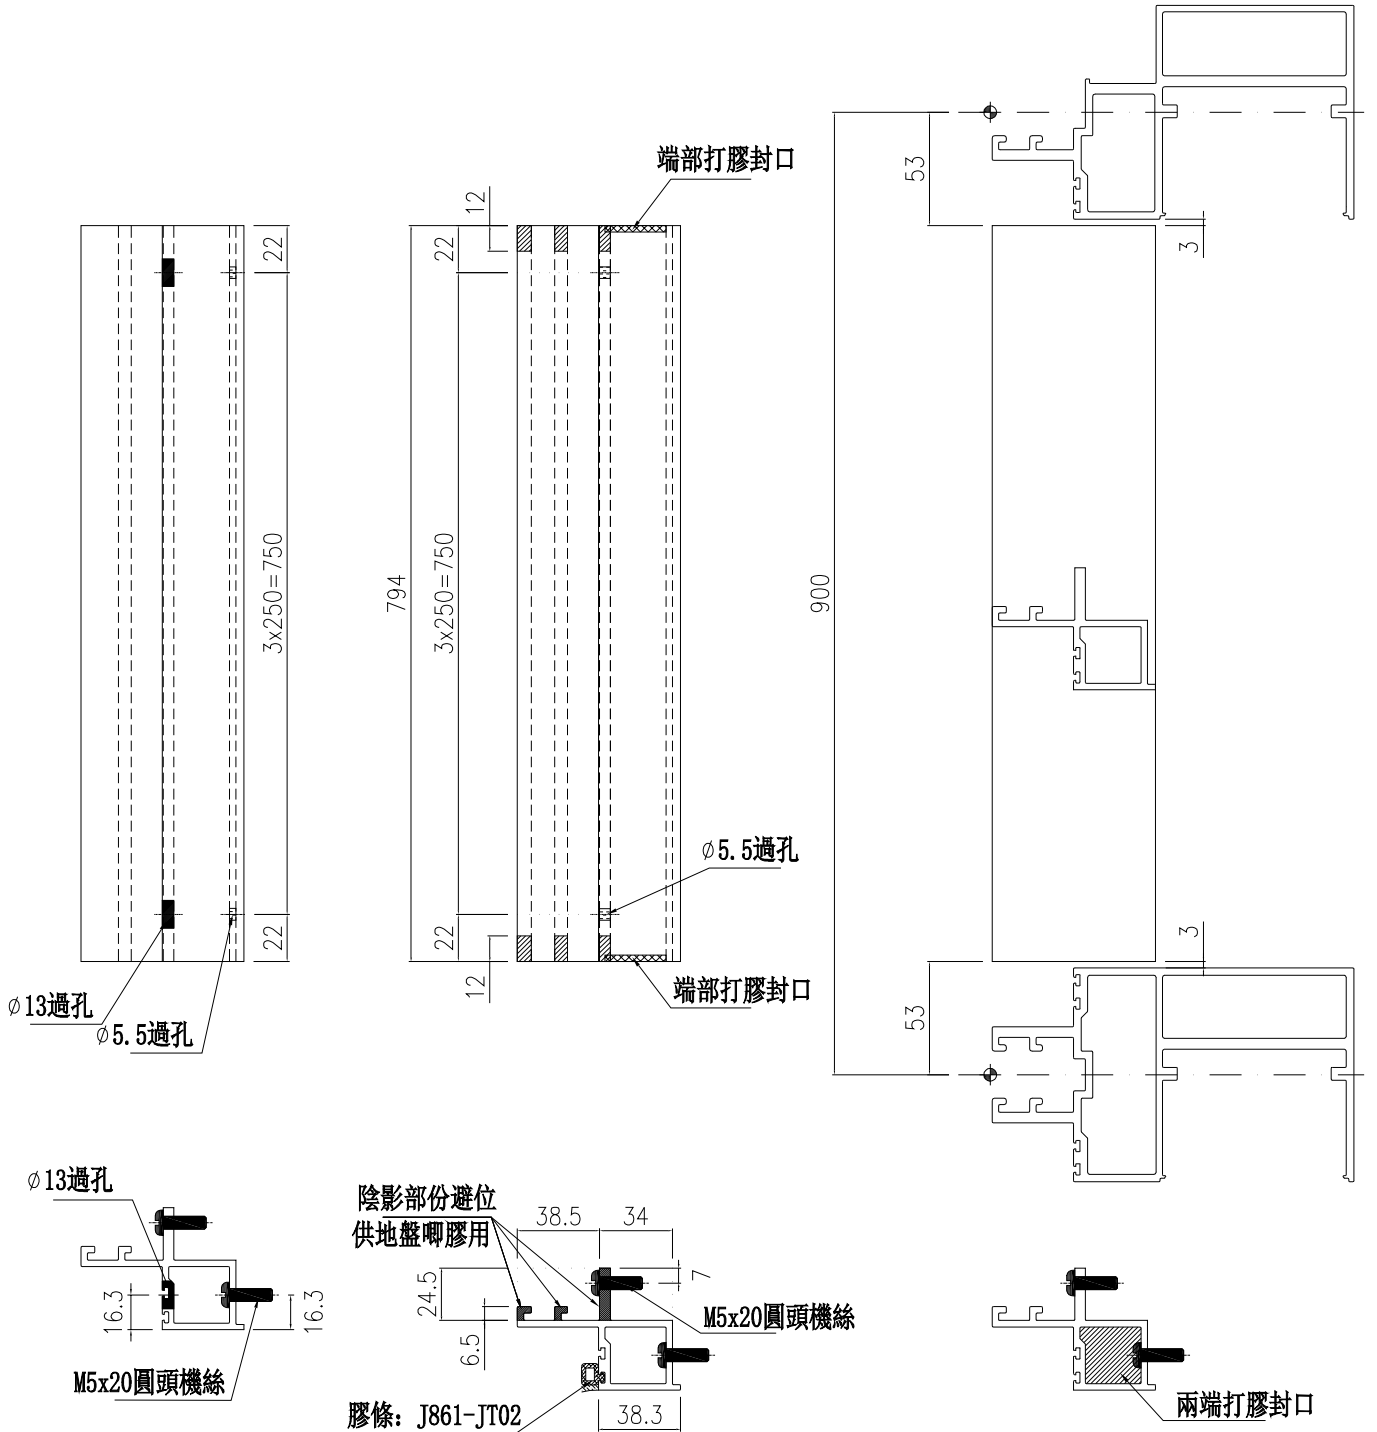 端部打膠封口
12
22
22
53
3
3x250=750
794
3x250=750
900
∅5.5過孔
22
22
12
3
53
端部打膠封口
∅13過孔
∅5.5過孔
∅13過孔
陰影部份避位
供地盤唧膠用
38.5
34
24.5
7
6.5
16.3
16.3
M5x20圓頭機絲
M5x20圓頭機絲
膠條: J861-JT02
38.3
兩端打膠封口